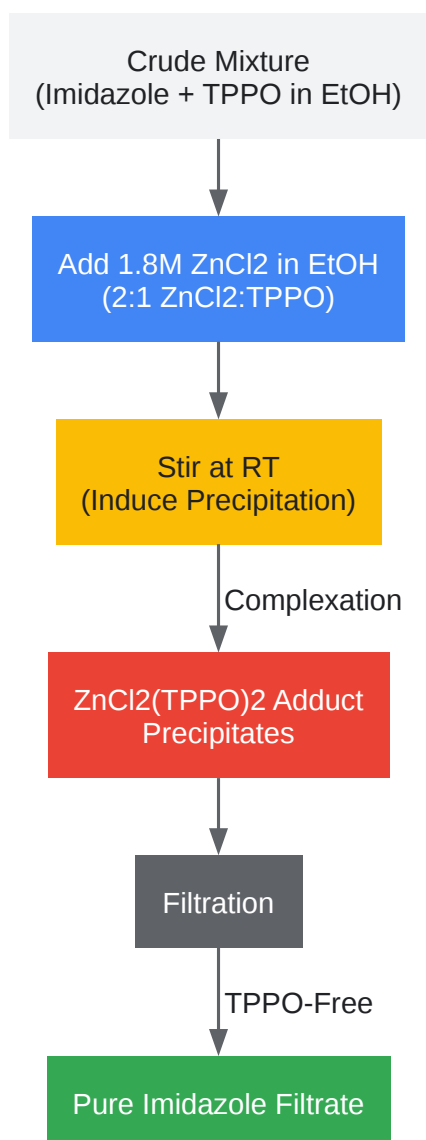 Crude Mixture
(Imidazole + TPPO in EtOH)
Add 1.8M ZnCl2 in EtOH
(2:1 ZnCl2:TPPO)
Stir at RT
(Induce Precipitation)
Complexation
ZnCl2(TPPO)2 Adduct
Precipitates
Filtration
TPPO-Free
Pure Imidazole Filtrate